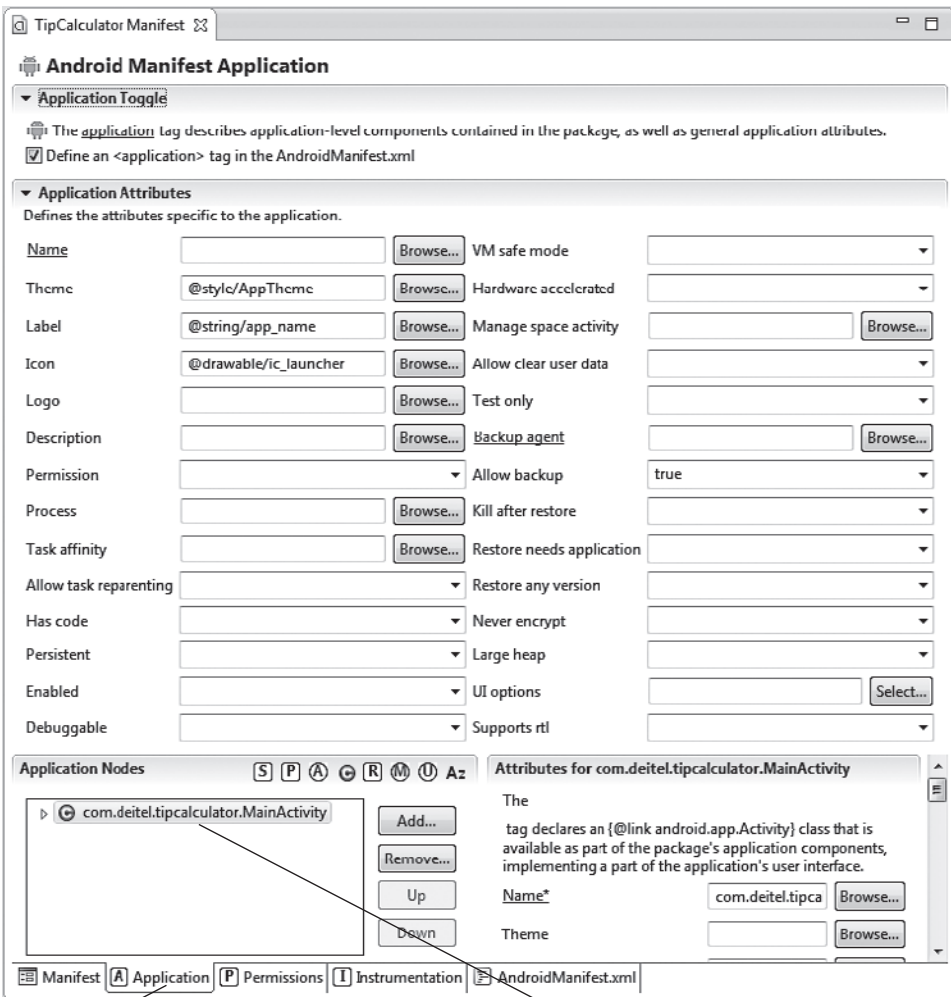 TipCalculator Manifest
Android Manifest Application
Application Toggle
The application tag describes application-level components contained in the package, as well as general application attributes.
Define an <application> tag in the AndroidManifest.xml
Application Attributes
Defines the attributes specific to the application.
Name Browse... VM safe mode
Theme @style/AppTheme Browse... Hardware accelerated
Label @string/app_name Browse... Manage space activity Browse...
Icon @drawable/ic_launcher Browse... Allow clear user data
Logo Browse... Test only
Description Browse... Backup agent Browse...
Permission Allow backup true
Process Browse... Kill after restore
Task affinity Browse... Restore needs application
Allow task reparenting Restore any version
Has code Never encrypt
Persistent Large heap
Enabled UI options Select...
Debuggable Supports rtl
Application Nodes S P A C R M U Az
com.deitel.tipcalculator.MainActivity
Add...
Remove...
Up
Down
Attributes for com.deitel.tipcalculator.MainActivity
The
tag declares an {@link android.app.Activity} class that is
available as part of the package's application components,
implementing a part of the application's user interface.
Name* com.deitel.tipca Browse...
Theme Browse...
Manifest A Application P Permissions I Instrumentation AndroidManifest.xml